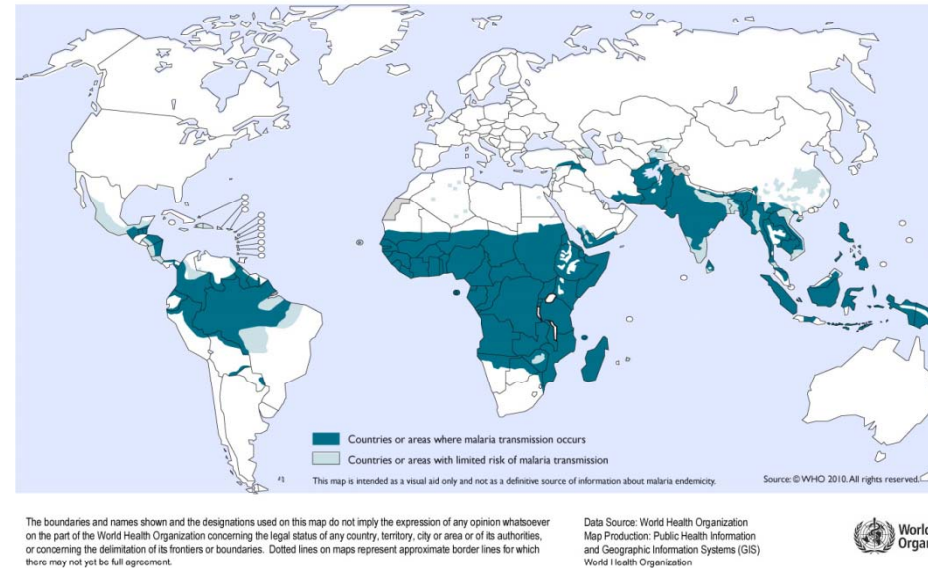 Countries or areas where malaria transmission occurs
Countries or areas with limited risk of malaria transmission
This map is intended as a visual aid only and not as a definitive source of information about malaria endemicity.
Source: © WHO 2010. All rights reserved.
The boundaries and names shown and the designations used on this map do not imply the expression of any opinion whatsoever
on the part of the World Health Organization concerning the legal status of any country, territory, city or area or of its authorities,
or concerning the delimitation of its frontiers or boundaries. Dotted lines on maps represent approximate border lines for which
there may not yet be full agreement.
Data Source: World Health Organization
Map Production: Public Health Information
and Geographic Information Systems (GIS)
World Health Organization
World
Organ